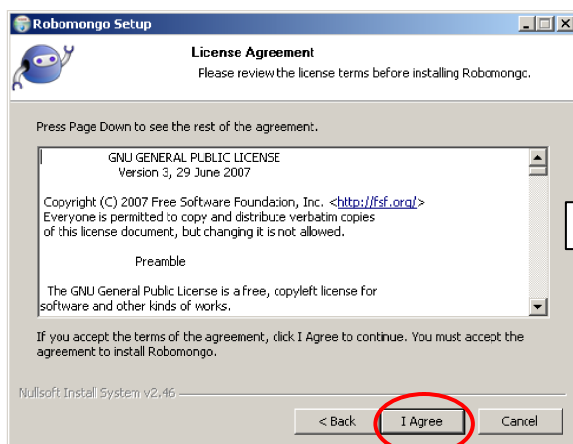 Robomongo Setup
License Agreement
Please review the license terms before installing Robomongo.
Press Page Down to see the rest of the agreement.
GNU GENERAL PUBLIC LICENSE
Version 3, 29 June 2007
Copyright (C) 2007 Free Software Foundation, Inc. <http://fsf.org/>
Everyone is permitted to copy and distribute verbatim copies
of this license document, but changing it is not allowed.
Preamble
The GNU General Public License is a free, copyleft license for
software and other kinds of works.
If you accept the terms of the agreement, click I Agree to continue. You must accept the
agreement to install Robomongo.
Nullsoft Install System v2.46
< Back I Agree Cancel